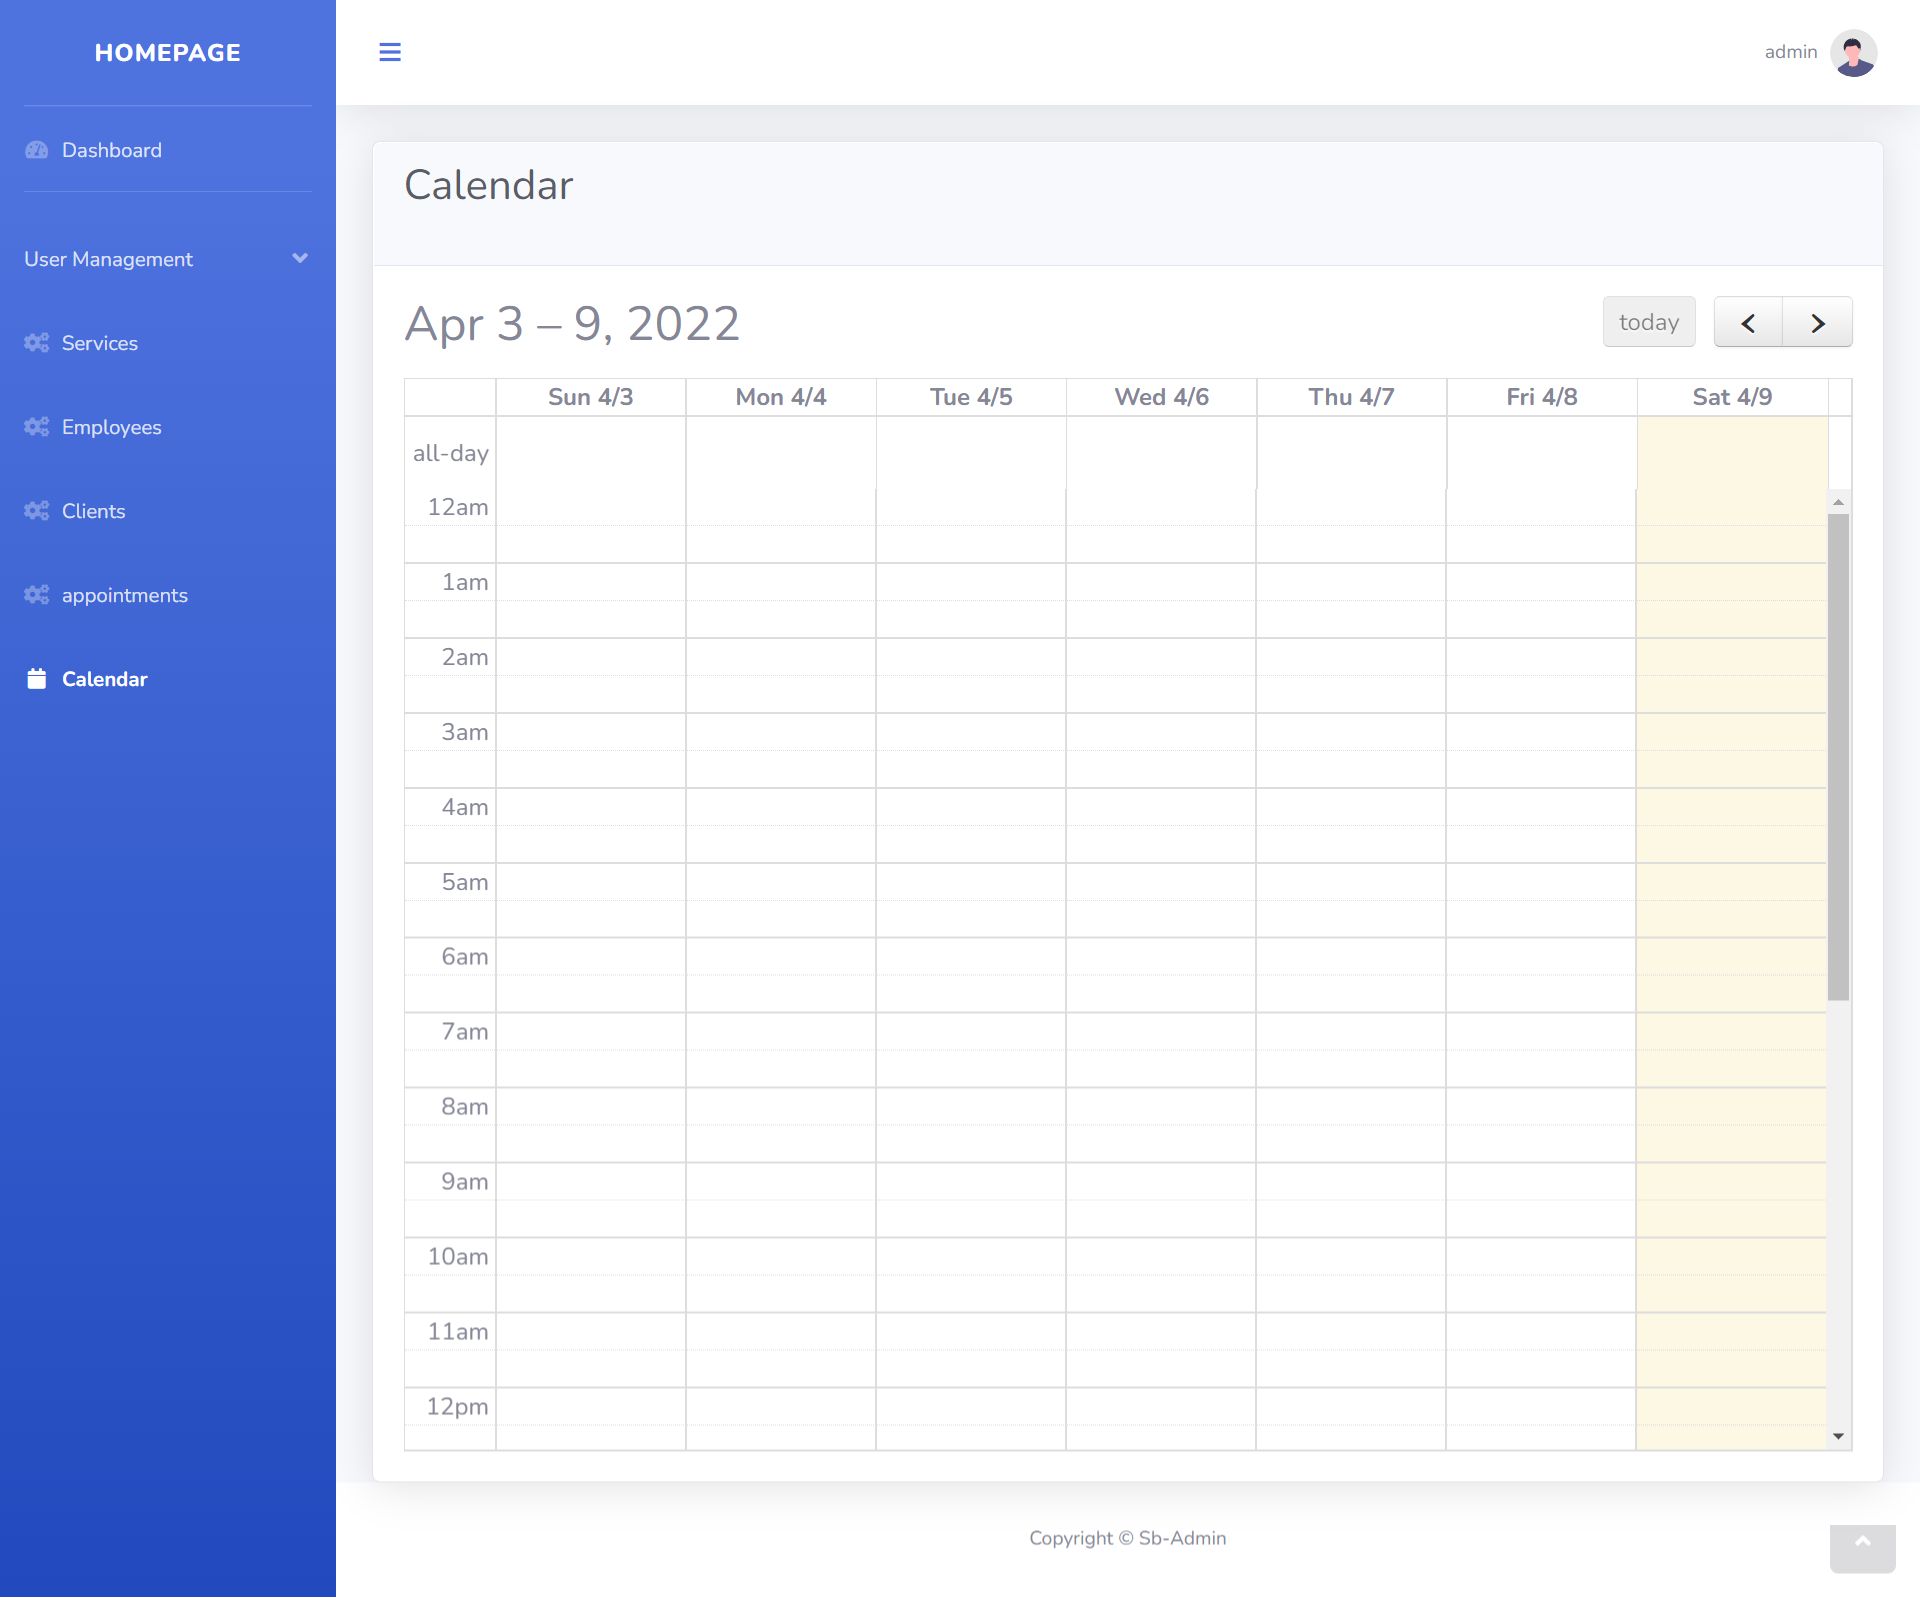 HOMEPAGE
admin
Dashboard
User Management
Services
Employees
Clients
appointments
Calendar
Calendar
Apr 3 – 9, 2022
today
Sun 4/3 Mon 4/4 Tue 4/5 Wed 4/6 Thu 4/7 Fri 4/8 Sat 4/9
all-day
12am
1am
2am
3am
4am
5am
6am
7am
8am
9am
10am
11am
12pm
Copyright © Sb-Admin